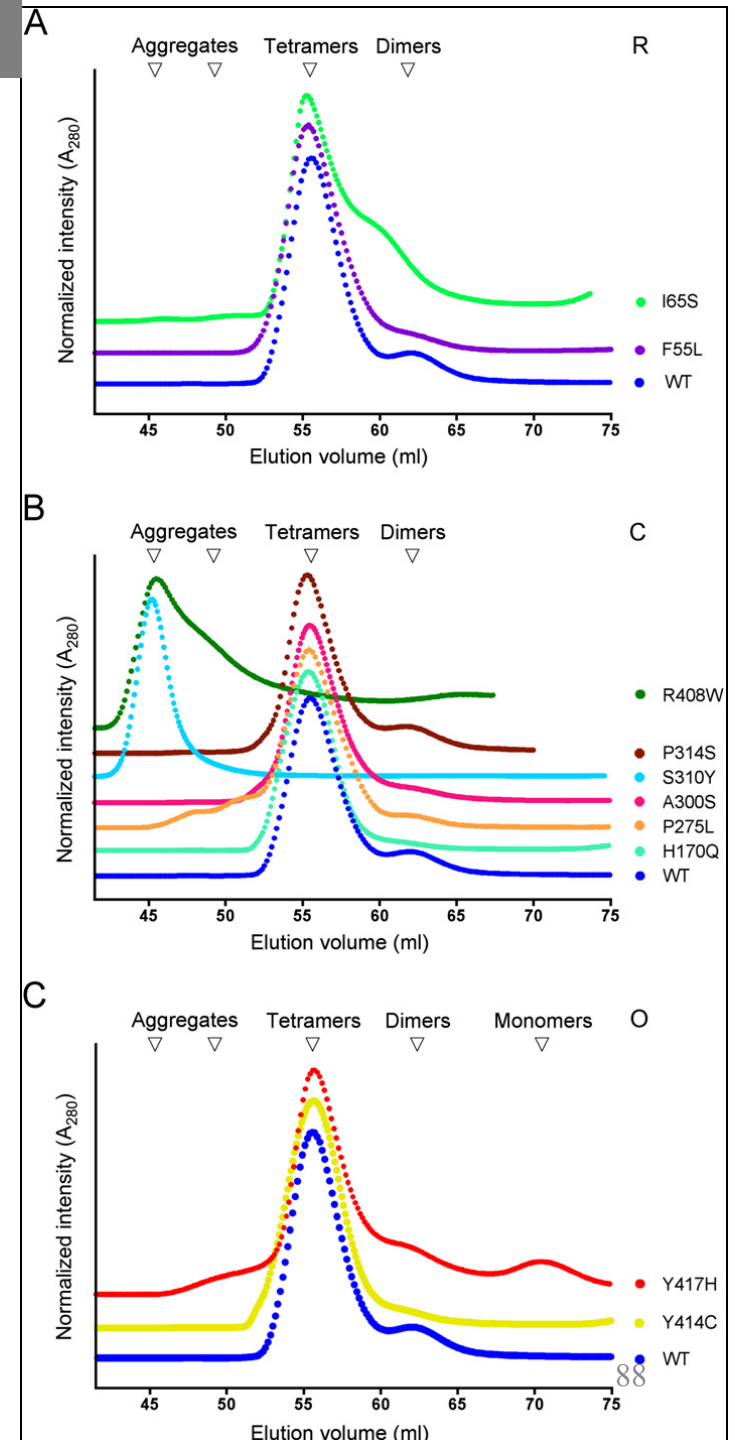 A
Aggregates Tetramers Dimers R
Normalized intensity (A280)
I65S
F55L
WT
45 50 55 60 65 70 75
Elution volume (ml)
B
Aggregates Tetramers Dimers C
Normalized intensity (A280)
R408W
P314S
S310Y
A300S
P275L
H170Q
WT
45 50 55 60 65 70 75
Elution volume (ml)
C
Aggregates Tetramers Dimers Monomers O
Normalized intensity (A280)
Y417H
Y414C
WT
88
45 50 55 60 65 70 75
Elution volume (ml)